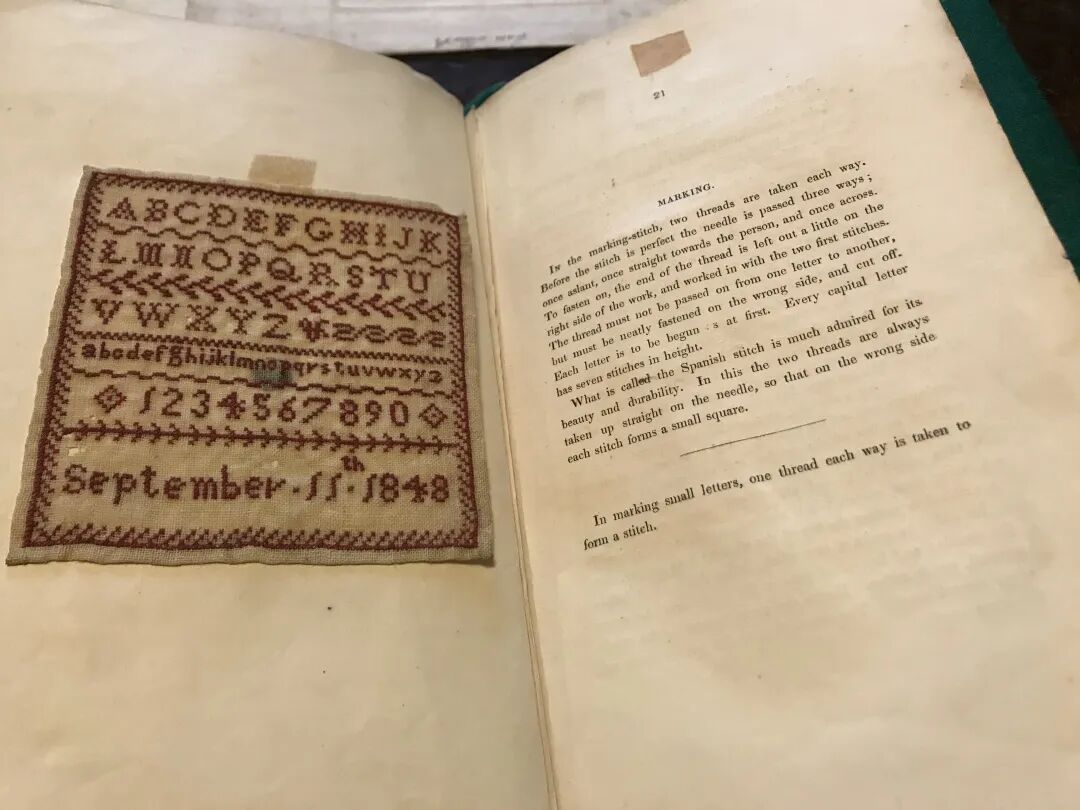 ABCDEFGHIJK
LMNOPQRSTU
VWXYZ
abcdefghijklmnopqrstuvwxyz
1234567890
September. 11.th 1848
21
MARKING.
In the marking-stitch, two threads are taken each way.
Before the stitch is perfect the needle is passed three ways;
once aslant, once straight towards the person, and once across.
To fasten on, the end of the thread is left out a little on the
right side of the work, and worked in with the two first stitches.
The thread must not be passed on from one letter to another,
but must be neatly fastened on the wrong side, and cut off.
Each letter is to be begun s at first. Every capital letter
has seven stitches in height.
What is called the Spanish stitch is much admired for its
beauty and durability. In this the two threads are always
taken up straight on the needle, so that on the wrong side
each stitch forms a small square.
In marking small letters, one thread each way is taken to
form a stitch.